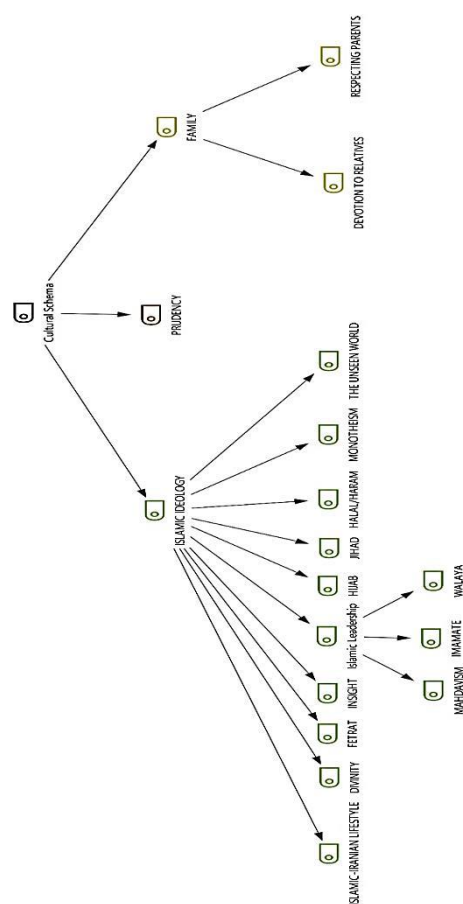 Cultural Schema
ISLAMIC IDEOLOGY
PRUDENCY
FAMILY
ISLAMIC-IRANIAN LIFESTYLE
DIVINITY
FETRAT
INSIGHT
Islamic Leadership
HIJAB
JIHAD
HALAL/HARAM
MONOTHEISM
THE UNSEEN WORLD
DEVOTION TO RELATIVES
RESPECTING PARENTS
MAHDAVISM
IMAMATE
WALAYA